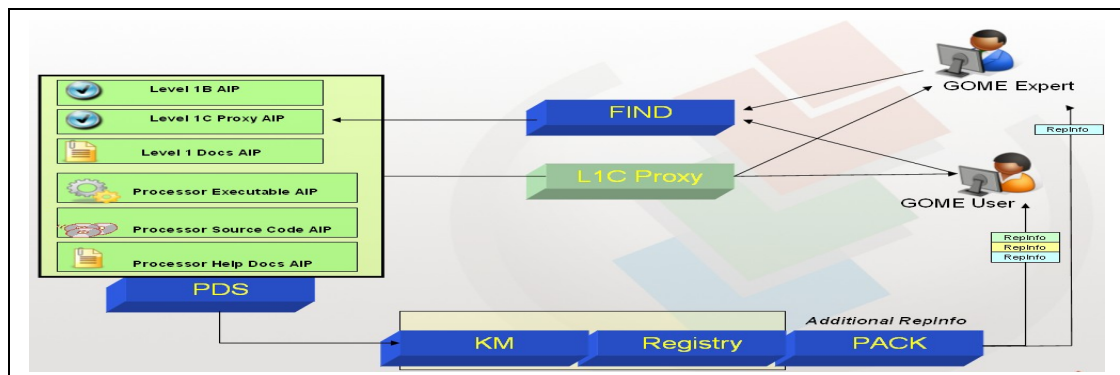 Level 1B AIP
Level 1C Proxy AIP
Level 1 Docs AIP
Processor Executable AIP
Processor Source Code AIP
Processor Help Docs AIP
PDS
FIND
L1C Proxy
GOME Expert
RepInfo
GOME User
RepInfo
RepInfo
RepInfo
Additional RepInfo
KM
Registry
PACK